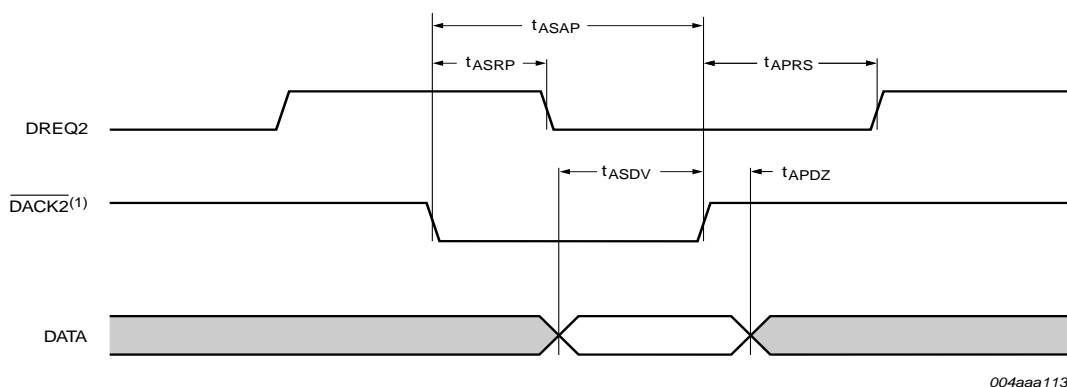 tASAP
tASRP
tAPRS
DREQ2
tASDV
tAPDZ
DACK2(1)
DATA
004aaa113